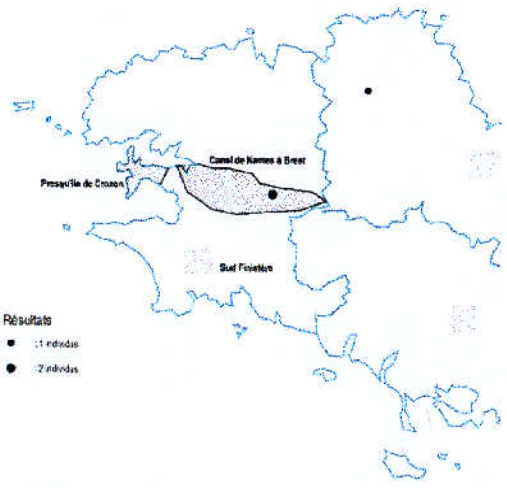 Canal de Nantes à Brest
Presqu'île de Crozon
Sud Finistère
Résultats
: 1 individus
: 2 individus